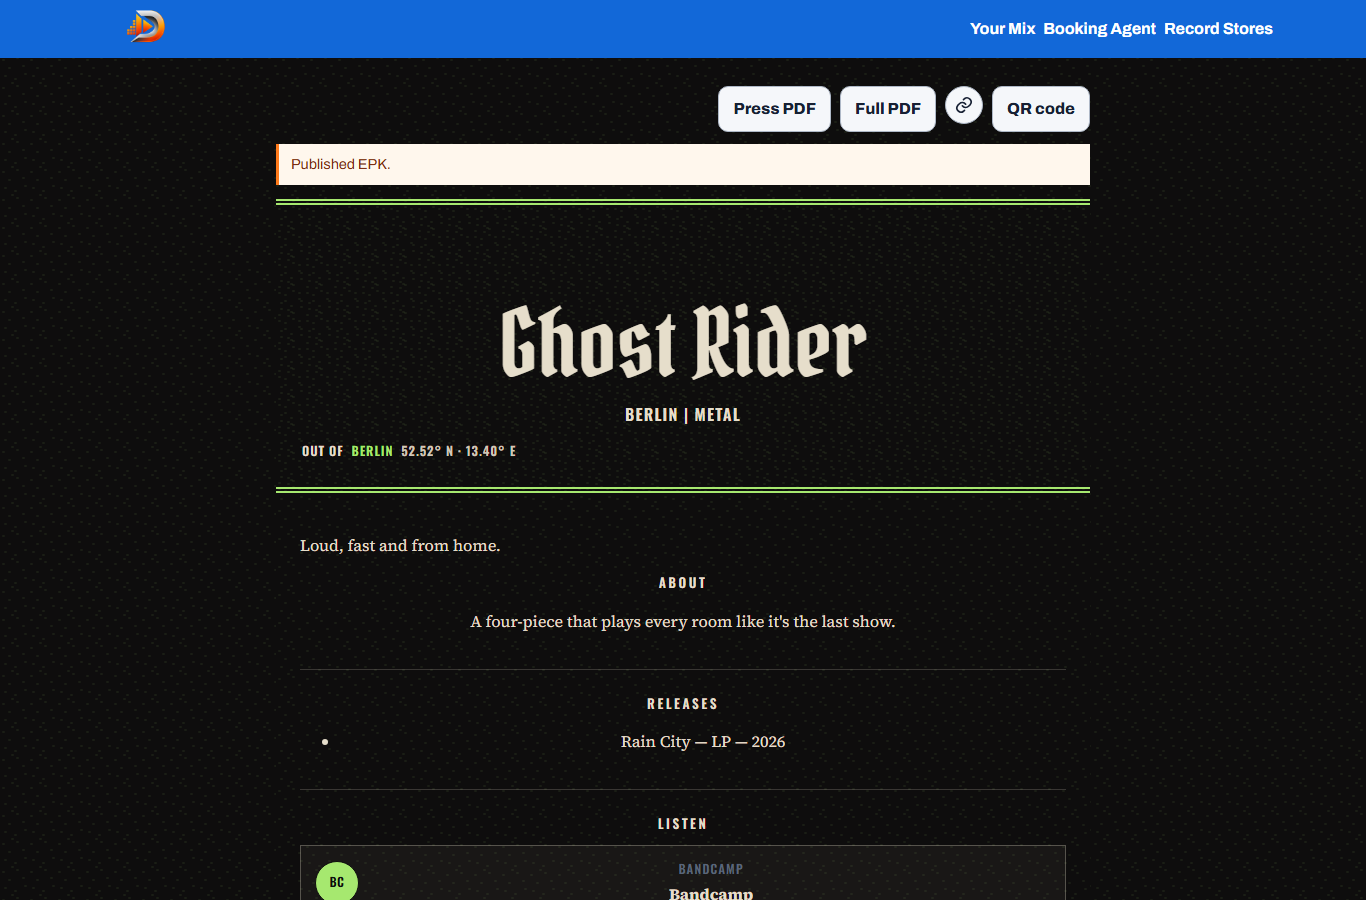 Your Mix Booking Agent Record Stores
Press PDF Full PDF QR code
Published EPK.
Ghost Rider
BERLIN | METAL
OUT OF BERLIN 52.52° N · 13.40° E
Loud, fast and from home.
ABOUT
A four-piece that plays every room like it's the last show.
RELEASES
Rain City — LP — 2026
LISTEN
BANDCAMP
BC
Bandcamp